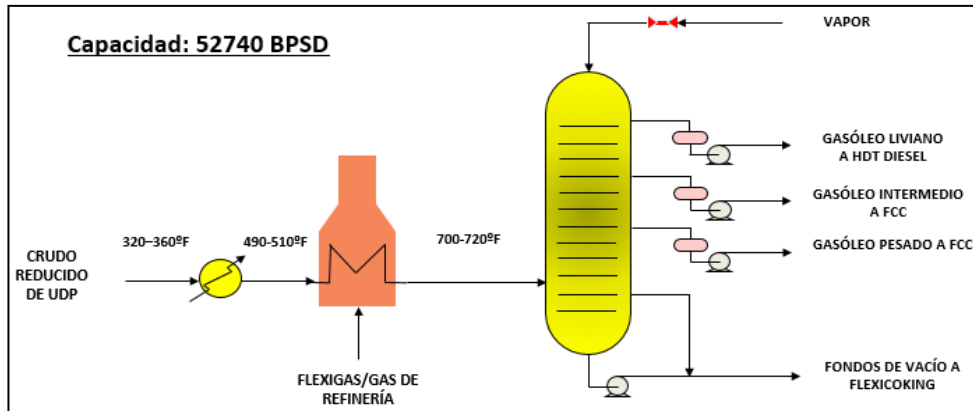 Capacidad: 52740 BPSD
VAPOR
GASÓLEO LIVIANO
A HDT DIESEL
GASÓLEO INTERMEDIO
A FCC
GASÓLEO PESADO A FCC
CRUDO
REDUCIDO
DE UDP
320–360ºF
490-510ºF
700-720ºF
FLEXIGAS/GAS DE
REFINERÍA
FONDOS DE VACÍO A
FLEXICOKING